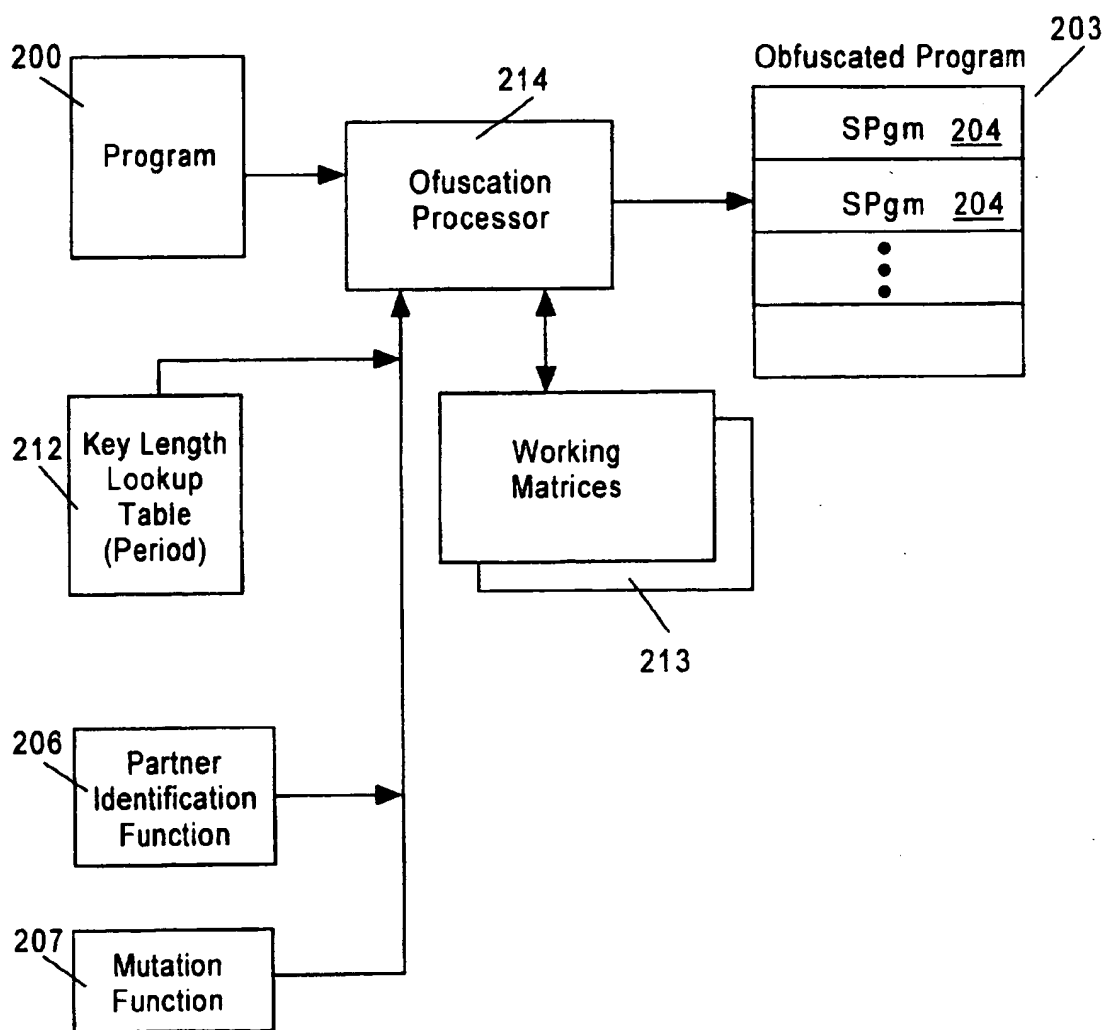 200
Program
214
Ofuscation
Processor
203
Obfuscated Program
SPgm 204
SPgm 204
212
Key Length
Lookup
Table
(Period)
Working
Matrices
213
206
Partner
Identification
Function
207
Mutation
Function